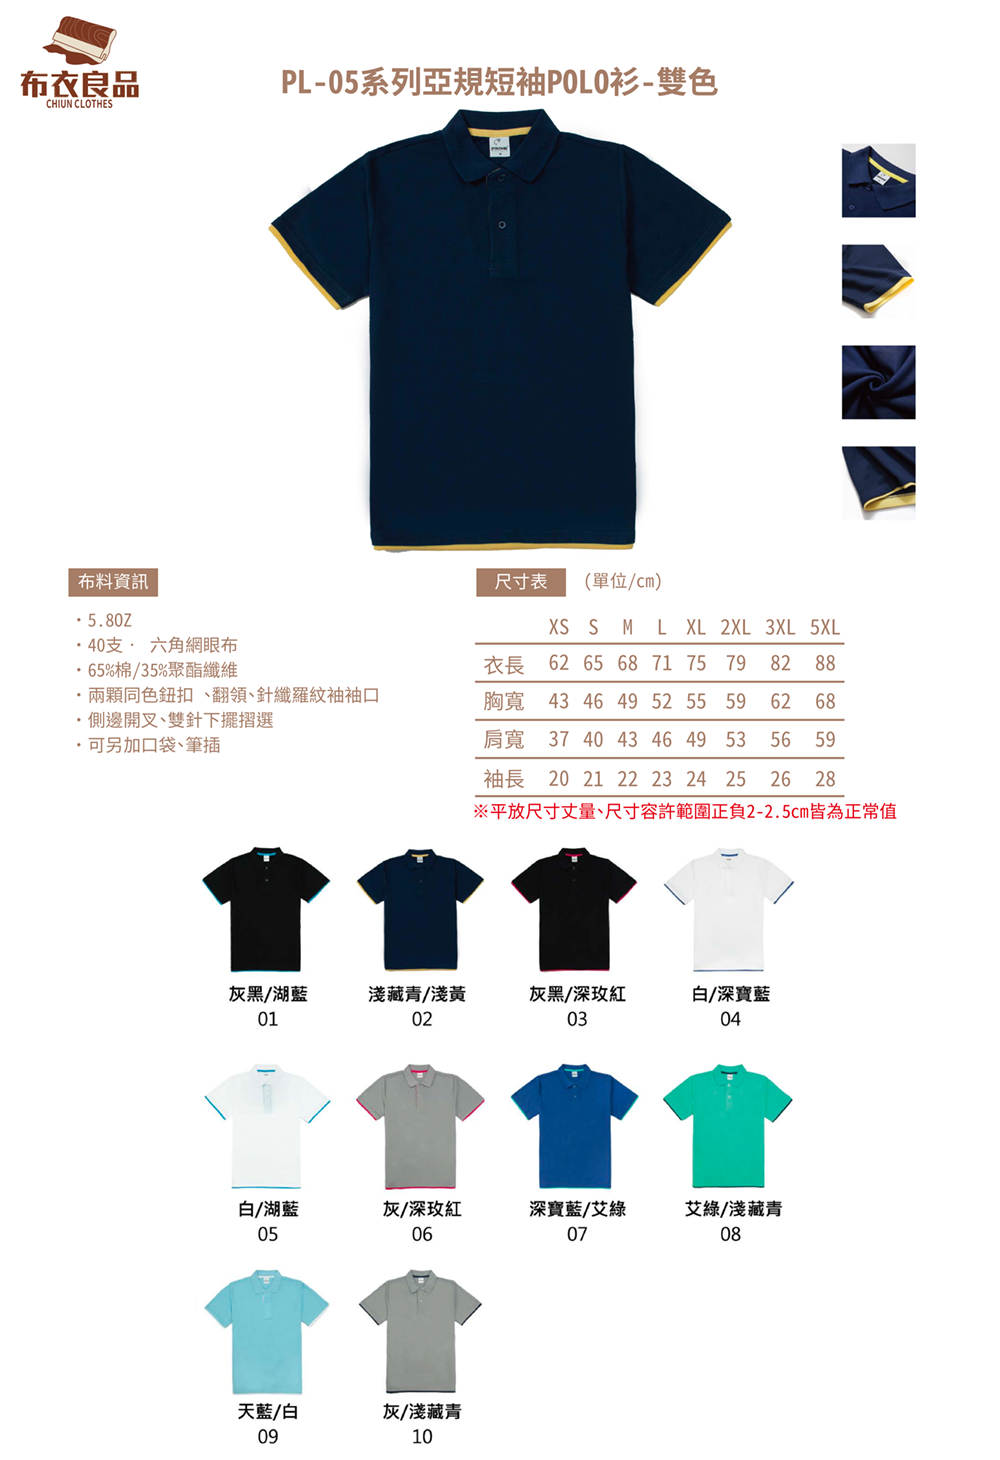 布衣良品
CHIUN CLOTHES
PL-05系列亞規短袖POLO衫-雙色
布料資訊
・5.8OZ
・40支・ 六角網眼布
・65%棉/35%聚酯纖維
・兩顆同色鈕扣、翻領、針織羅紋袖袖口
・側邊開叉、雙針下擺摺選
・可另加口袋、筆插
尺寸表 (單位/cm)
XS S M L XL 2XL 3XL 5XL
衣長 62 65 68 71 75 79 82 88
胸寬 43 46 49 52 55 59 62 68
肩寬 37 40 43 46 49 53 56 59
袖長 20 21 22 23 24 25 26 28
※平放尺寸丈量、尺寸容許範圍正負2-2.5cm皆為正常值
灰黑/湖藍 淺藏青/淺黃 灰黑/深玫紅 白/深寶藍
01 02 03 04
白/湖藍 灰/深玫紅 深寶藍/艾綠 艾綠/淺藏青
05 06 07 08
天藍/白 灰/淺藏青
09 10